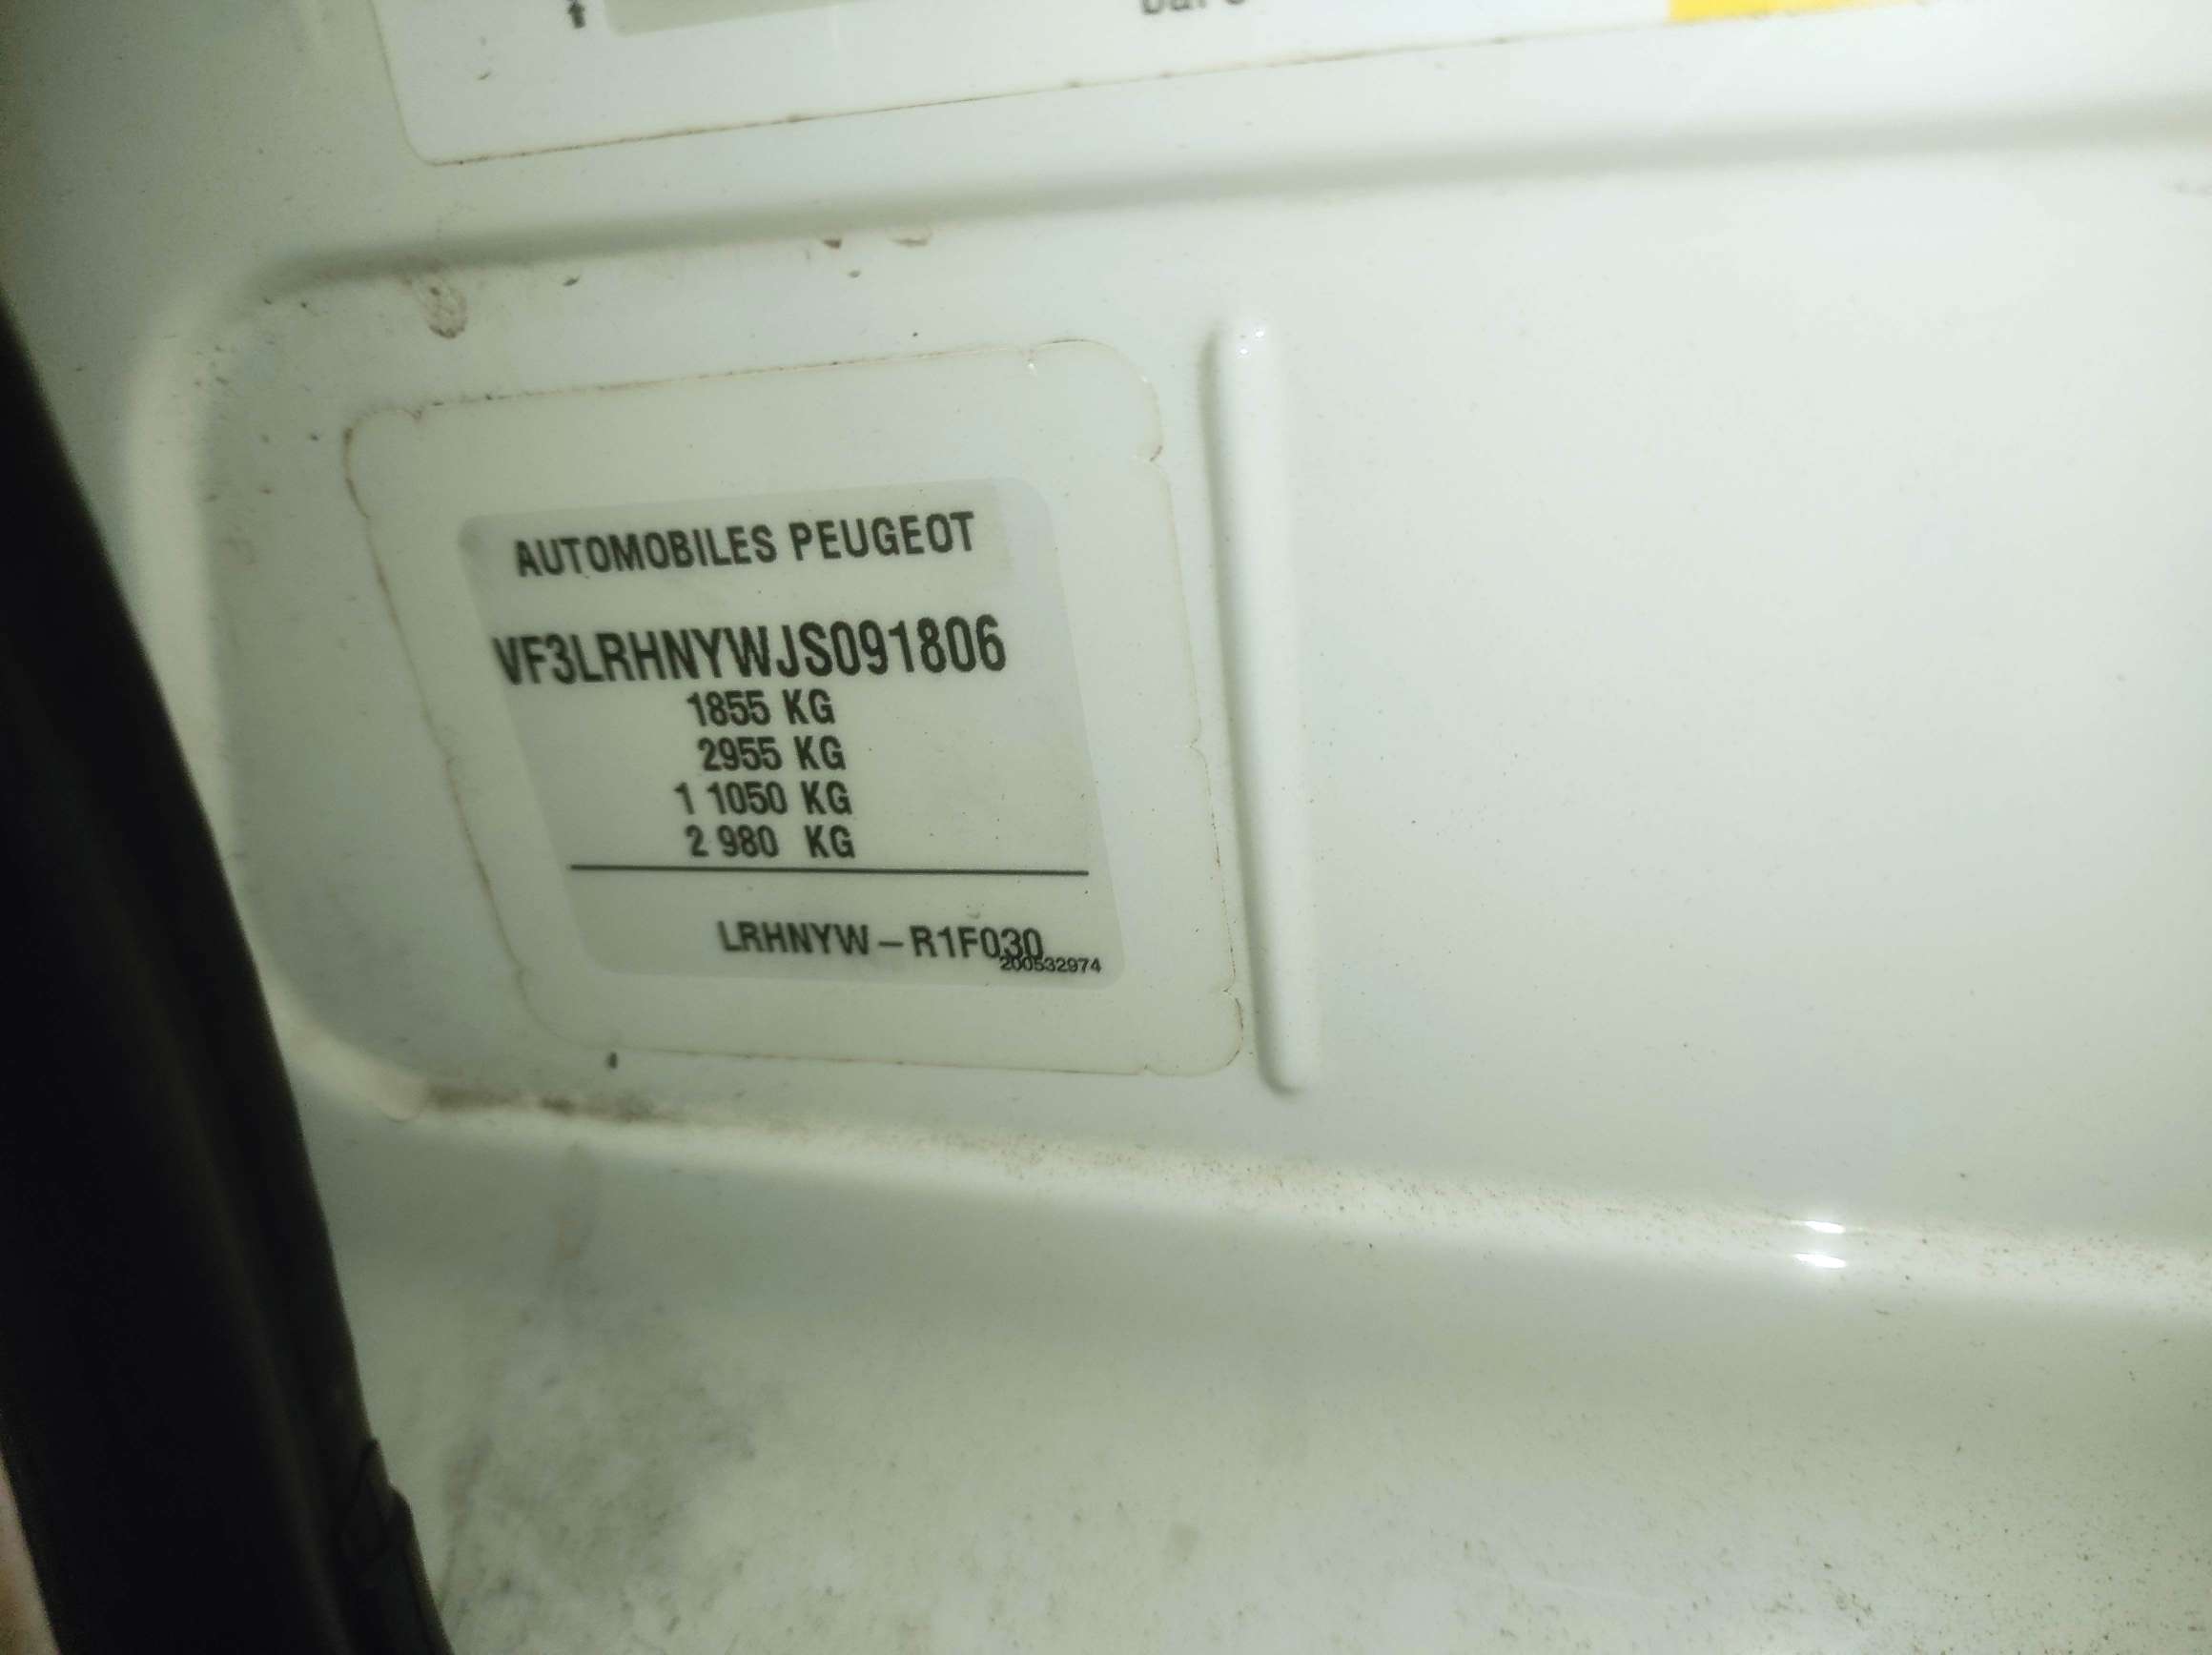 AUTOMOBILES PEUGEOT
VF3LRHNYWJS091806
1855 KG
2955 KG
1 1050 KG
2 980 KG
LRHNYW – R1F030
200532974